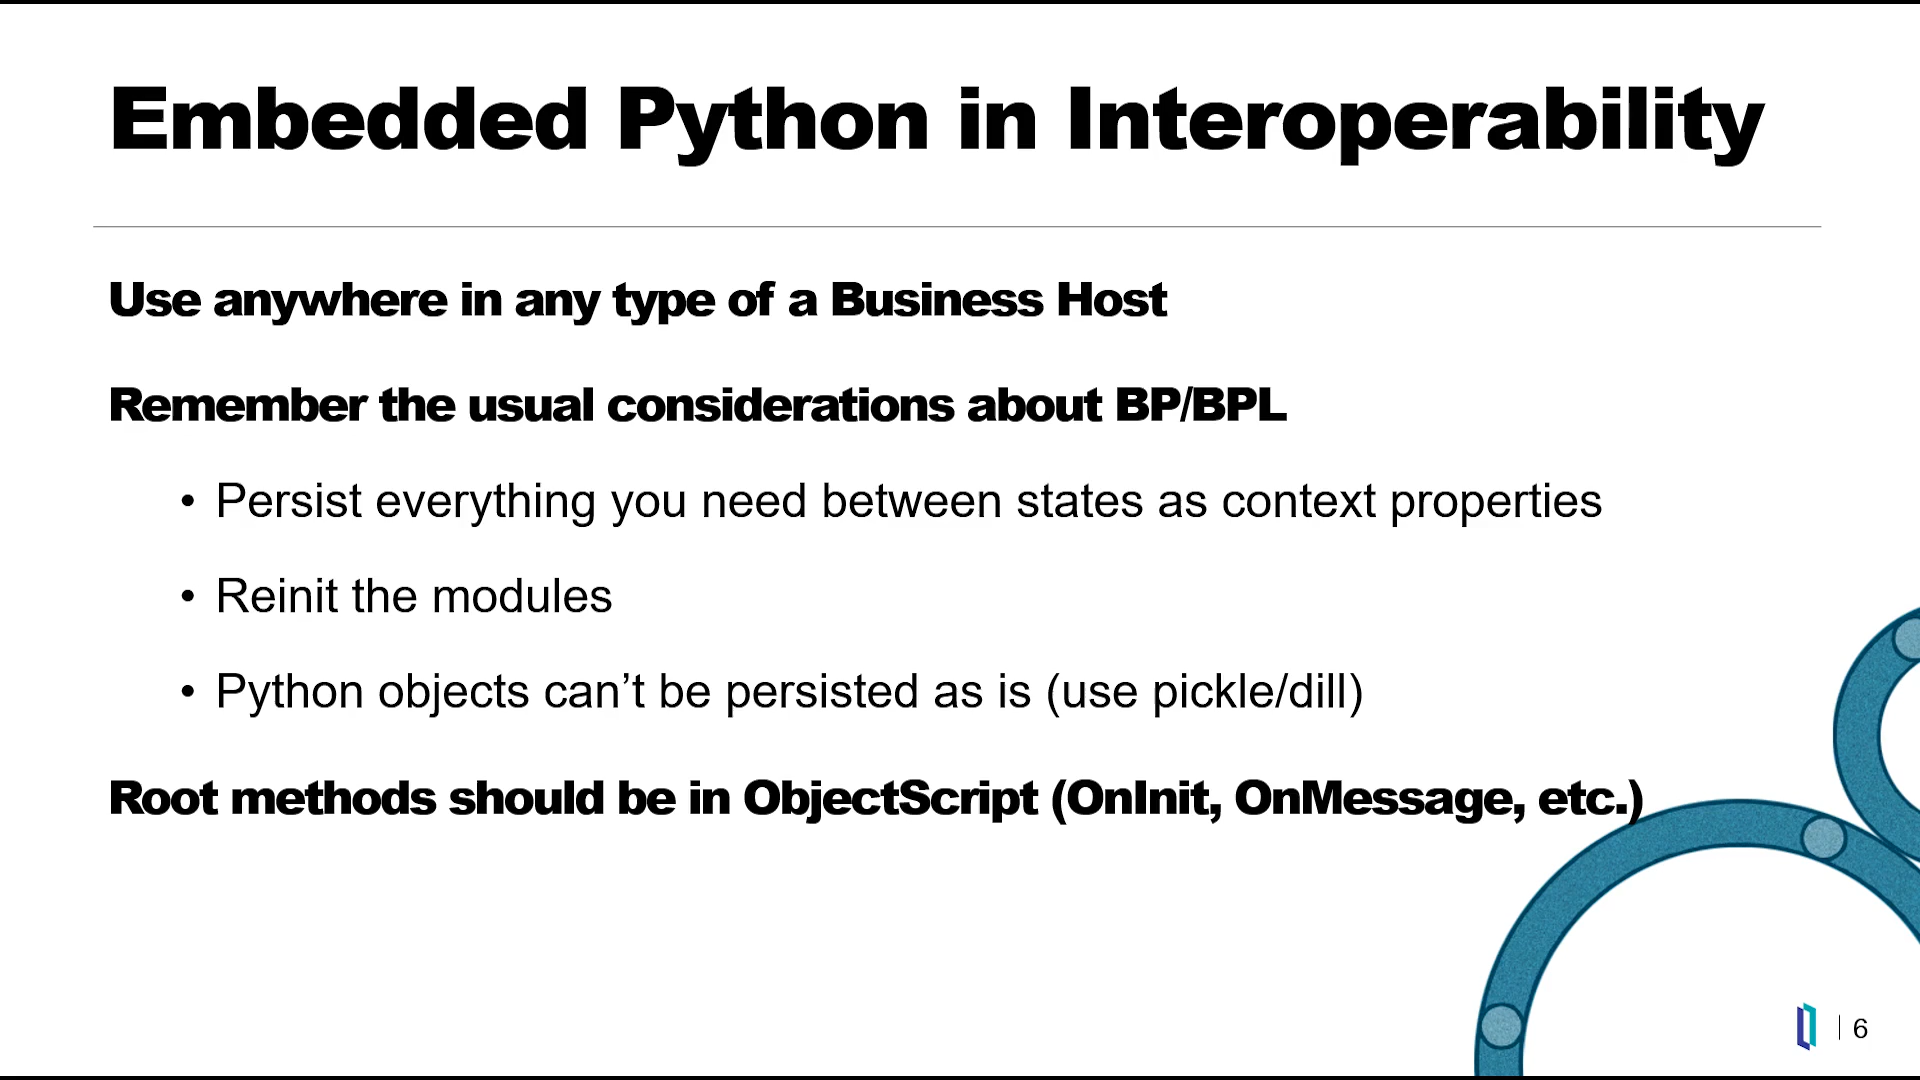 Embedded Python in Interoperability
Use anywhere in any type of a Business Host
Remember the usual considerations about BP/BPL
• Persist everything you need between states as context properties
• Reinit the modules
• Python objects can’t be persisted as is (use pickle/dill)
Root methods should be in ObjectScript (OnInit, OnMessage, etc.)
6